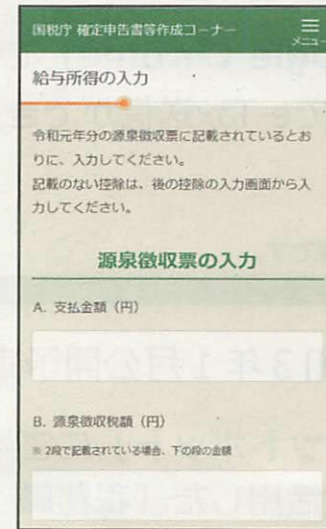 国税庁 確定申告書等作成コーナー
メニュー
給与所得の入力
令和元年分の源泉徴収票に記載されているとお
りに、入力してください。
記載のない控除は、後の控除の入力画面から入
力してください。
源泉徴収票の入力
A. 支払金額（円）
B. 源泉徴収税額（円）
※ 2段で記載されている場合、下の段の金額